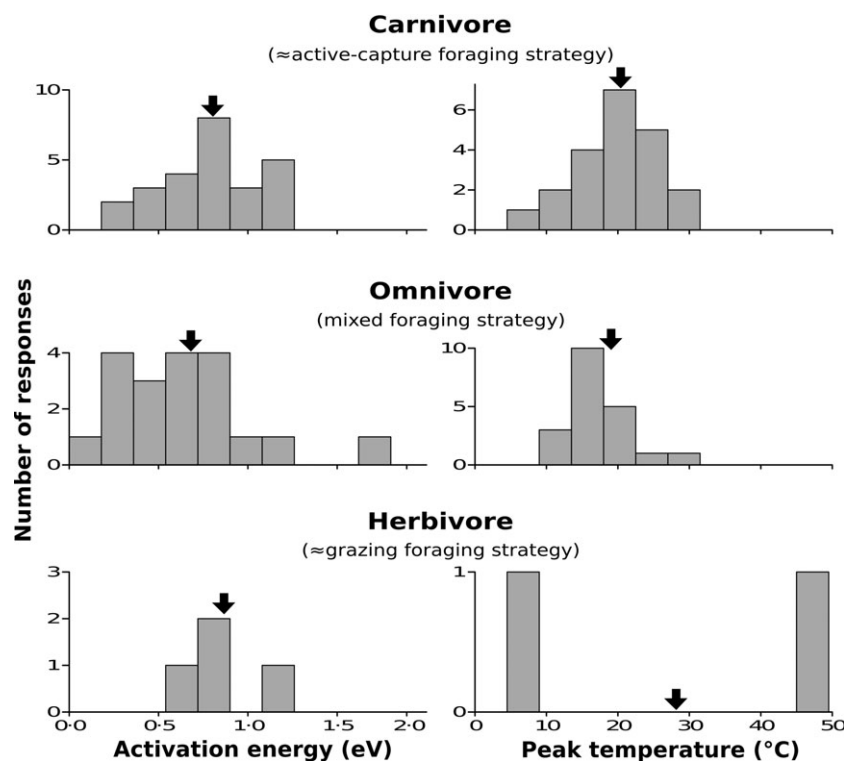 Carnivore
(≈active-capture foraging strategy)
10
5
0
6
4
2
0
Omnivore
(mixed foraging strategy)
4
2
0
10
5
0
Number of responses
Herbivore
(≈grazing foraging strategy)
3
2
1
0
0·0 0·5 1·0 1·5 2·0
Activation energy (eV)
1
0
0 10 20 30 40 50
Peak temperature (°C)